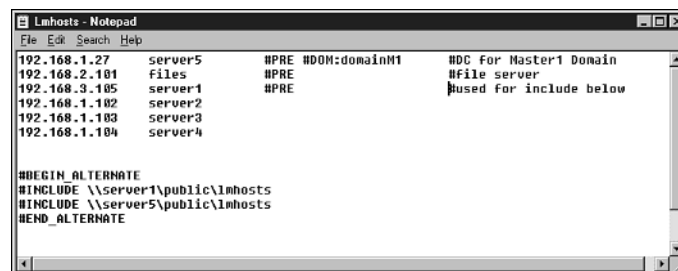 Lmhosts - Notepad
File Edit Search Help
192.168.1.27 server5 #PRE #DOM:domainM1 #DC for Master1 Domain
192.168.2.101 files #PRE #file server
192.168.3.105 server1 #PRE #used for include below
192.168.1.102 server2
192.168.1.103 server3
192.168.1.104 server4
#BEGIN_ALTERNATE
#INCLUDE \\server1\public\lmhosts
#INCLUDE \\server5\public\lmhosts
#END_ALTERNATE